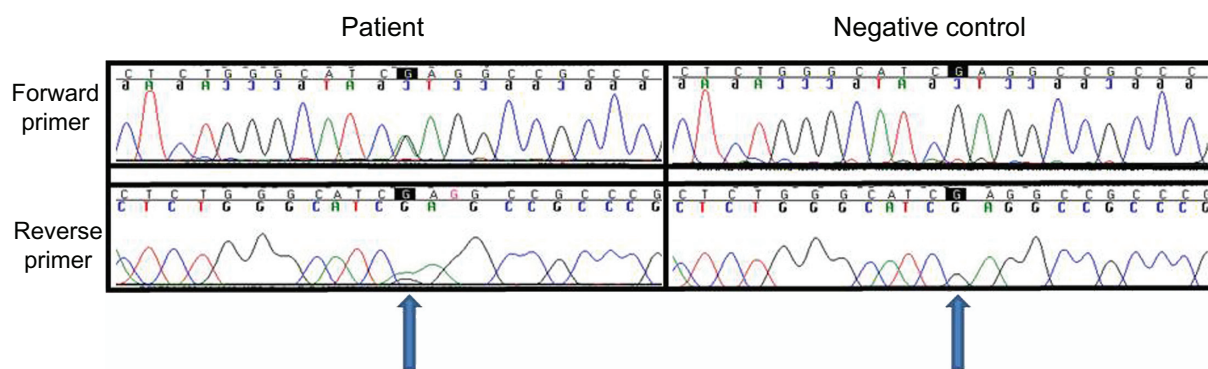 Patient
Negative control
Forward primer
C T C T G G G C A T C G A G G C C G C C C
G A G A C C C G T A G C T C C G G C G G G
C T C T G G G C A T C G A G G C C G C C C
G A G A C C C G T A G C T C C G G C G G G
Reverse primer
C T C T G G G C A T C G A G G C C G C C C G
C T C T G G G C A T C G A G G C C G C C C G
C T C T G G G C A T C G A G G C C G C C C G
C T C T G G G C A T C G A G G C C G C C C G